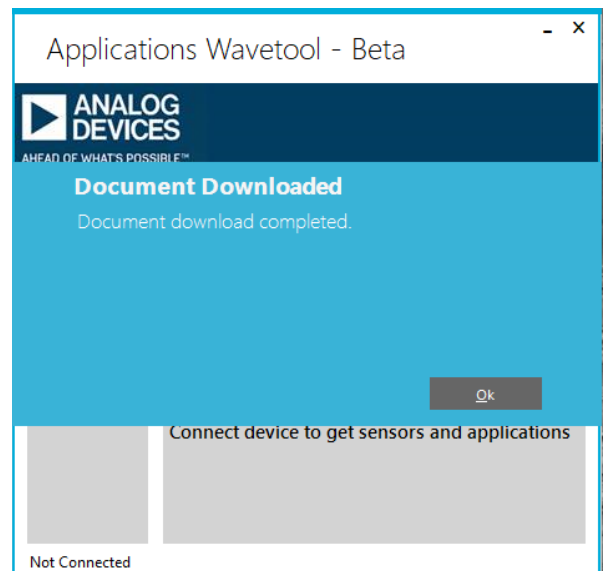 Applications Wavetool - Beta
ANALOG
DEVICES
AHEAD OF WHAT'S POSSIBLE™
Document Downloaded
Document download completed.
Ok
Connect device to get sensors and applications
Not Connected